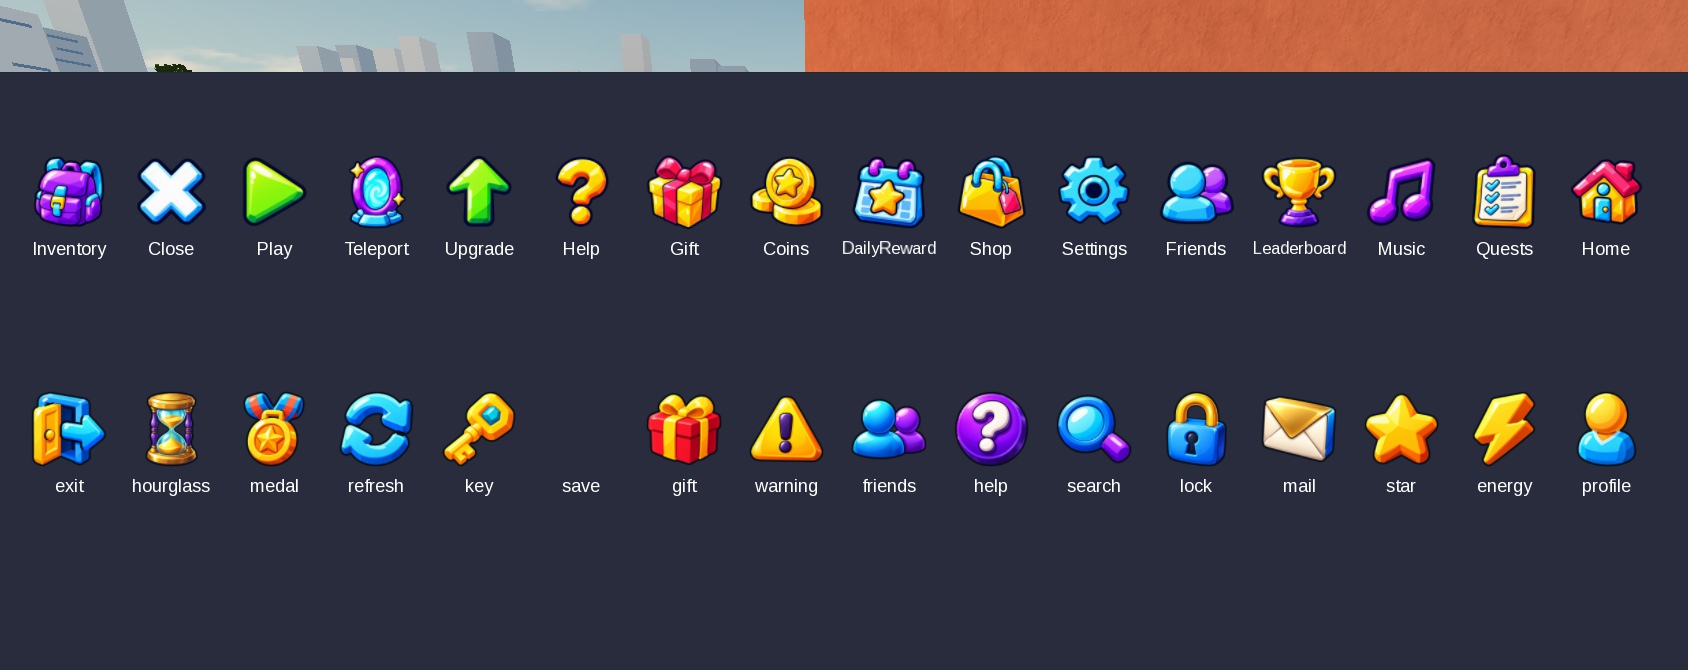 Inventory
Close
Play
Teleport
Upgrade
Help
Gift
Coins
DailyReward
Shop
Settings
Friends
Leaderboard
Music
Quests
Home
exit
hourglass
medal
refresh
key
save
gift
warning
friends
help
search
lock
mail
star
energy
profile